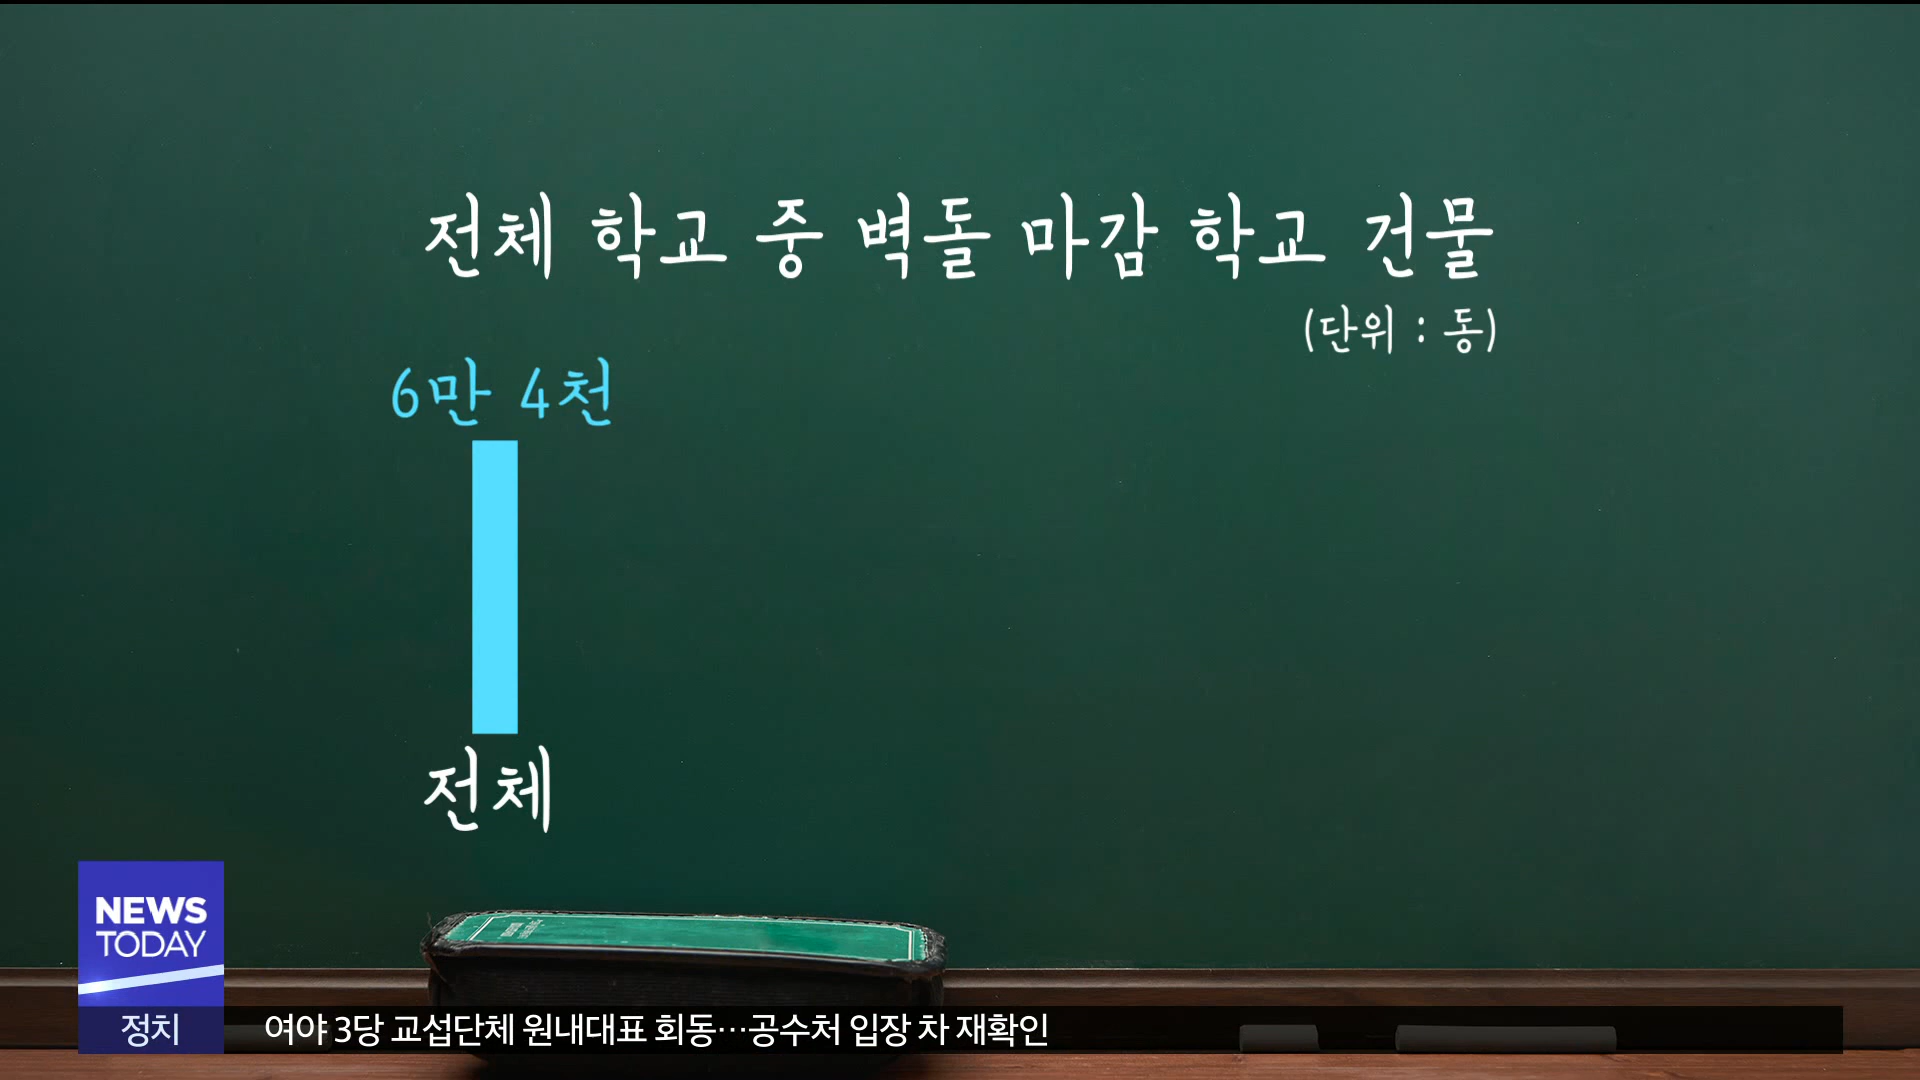 전체 학교 중 벽돌 마감 학교 건물
(단위 : 동)
6만 4천
전체
NEWS
TODAY
정치
여야 3당 교섭단체 원내대표 회동…공수처 입장 차 재확인